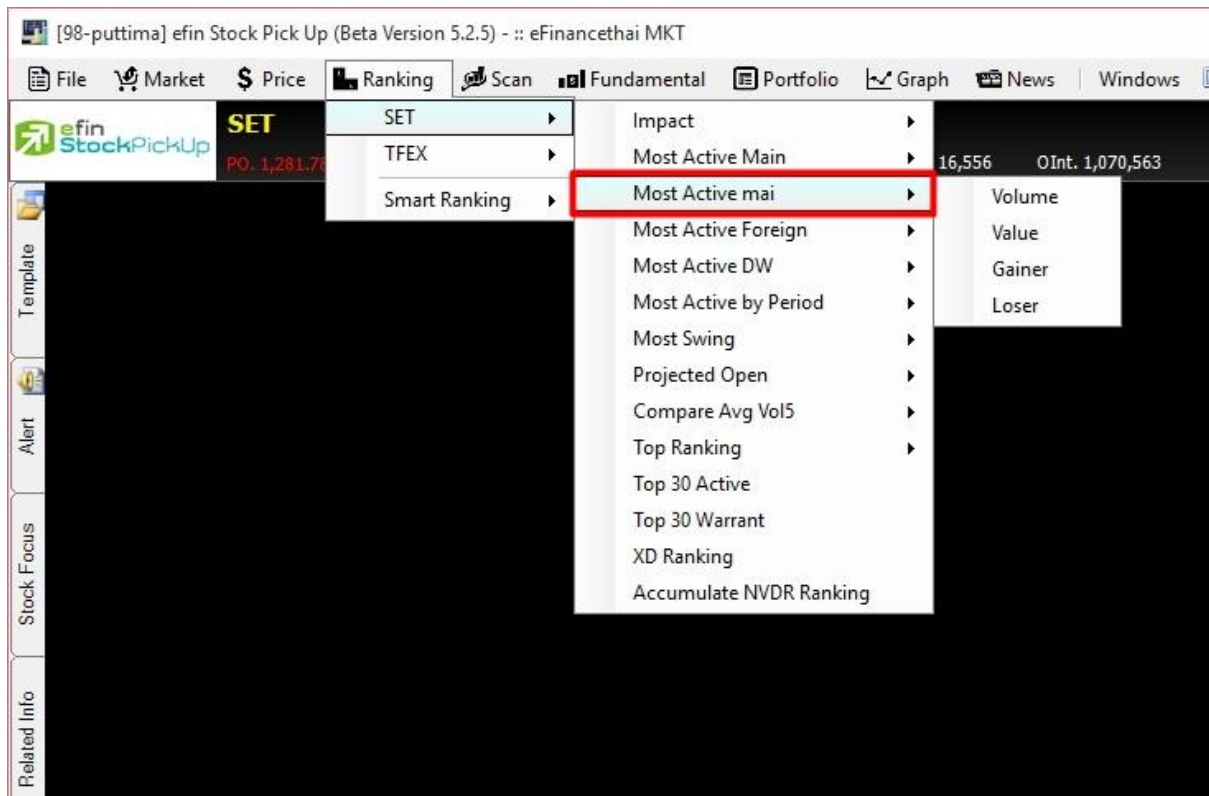 [98-puttima] efin Stock Pick Up (Beta Version 5.2.5) - :: eFinancethai MKT
File Market $ Price Ranking Scan Fundamental Portfolio Graph News Windows
efin
StockPickUp
SET
PO. 1,281.78
16,556 OInt. 1,070,563
SET
TFEX
Smart Ranking
Impact
Most Active Main
Most Active mai
Most Active Foreign
Most Active DW
Most Active by Period
Most Swing
Projected Open
Compare Avg Vol5
Top Ranking
Top 30 Active
Top 30 Warrant
XD Ranking
Accumulate NVDR Ranking
Volume
Value
Gainer
Loser
Template
Alert
Stock Focus
Related Info